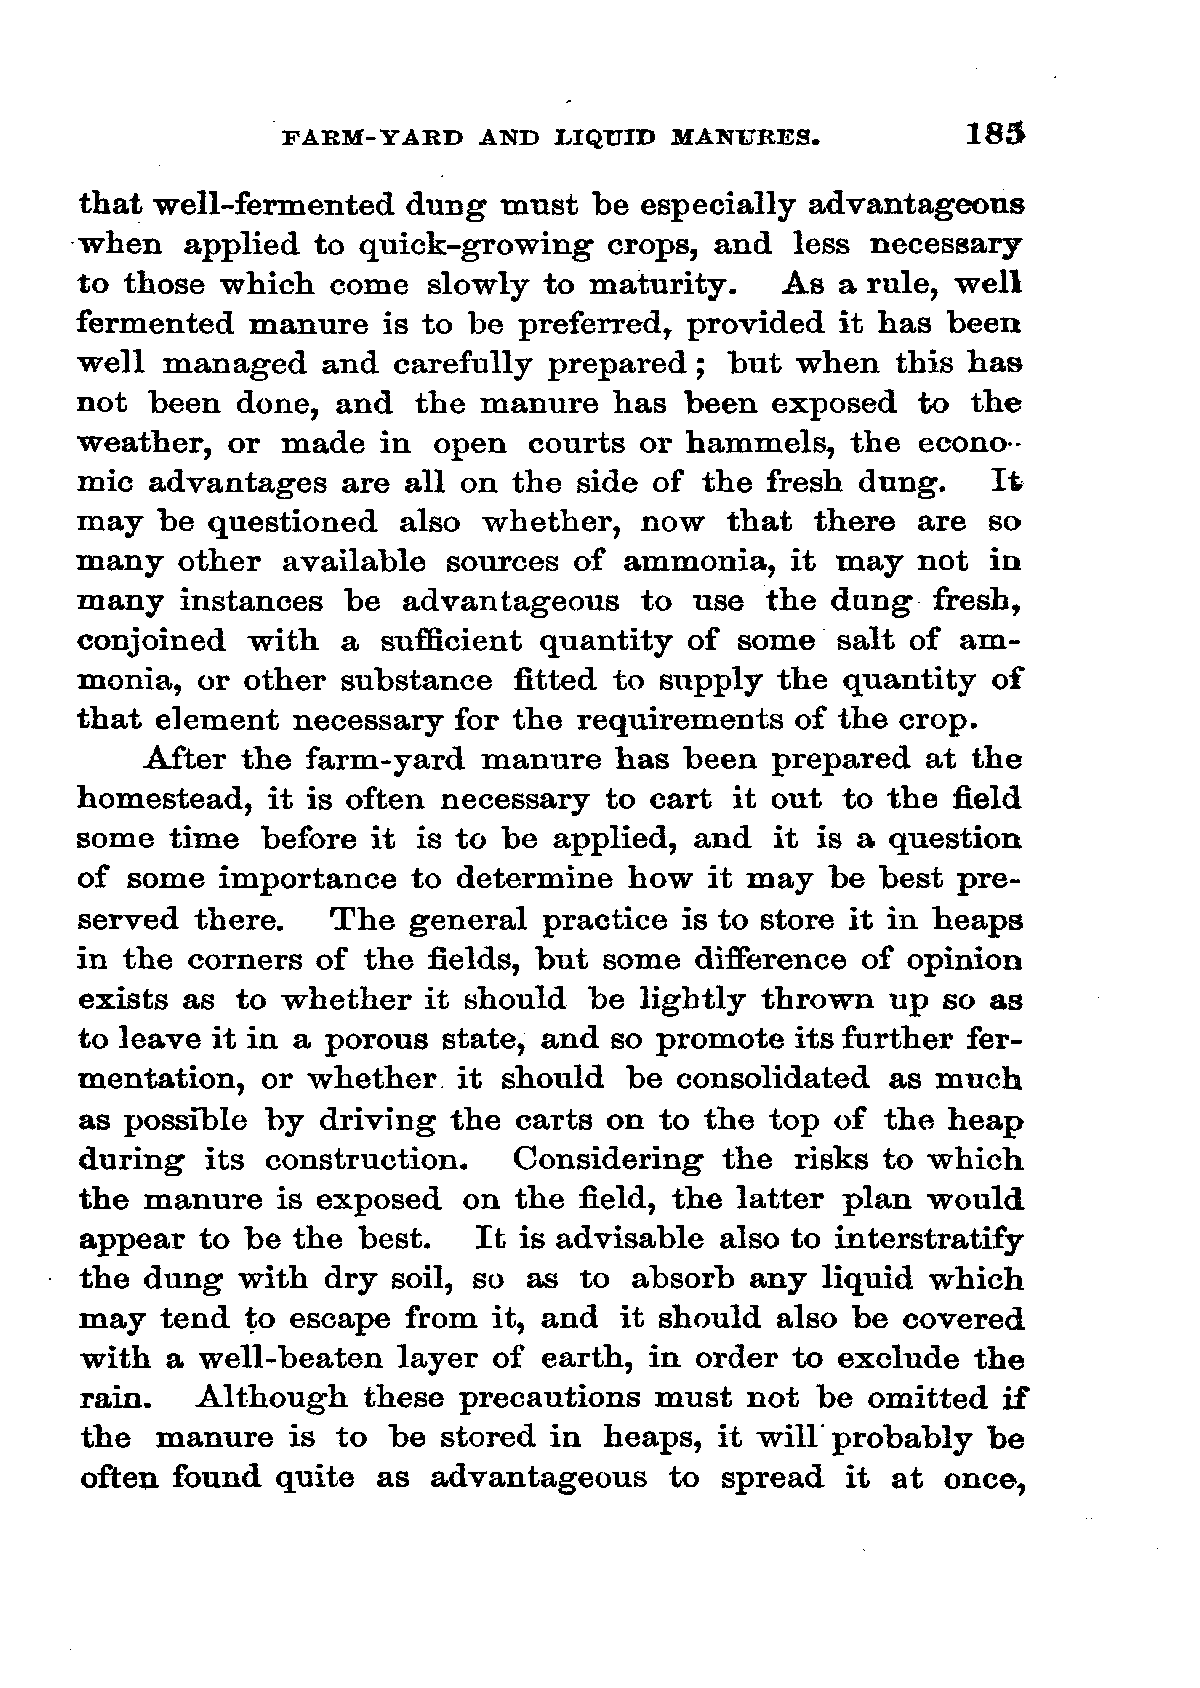 FARM-YARD AND LIQUID MANURES. 185
that well-fermented dung must be especially advantageous
when applied to quick-growing crops, and less necessary
to those which come slowly to maturity. As a rule, well
fermented manure is to be preferred, provided it has been
well managed and carefully prepared ; but when this has
not been done, and the manure has been exposed to the
weather, or made in open courts or hammels, the econo-
mic advantages are all on the side of the fresh dung. It
may be questioned also whether, now that there are so
many other available sources of ammonia, it may not in
many instances be advantageous to use the dung fresh,
conjoined with a sufficient quantity of some salt of am-
monia, or other substance fitted to supply the quantity of
that element necessary for the requirements of the crop.
After the farm-yard manure has been prepared at the
homestead, it is often necessary to cart it out to the field
some time before it is to be applied, and it is a question
of some importance to determine how it may be best pre-
served there. The general practice is to store it in heaps
in the corners of the fields, but some difference of opinion
exists as to whether it should be lightly thrown up so as
to leave it in a porous state, and so promote its further fer-
mentation, or whether it should be consolidated as much
as possible by driving the carts on to the top of the heap
during its construction. Considering the risks to which
the manure is exposed on the field, the latter plan would
appear to be the best. It is advisable also to interstratify
the dung with dry soil, so as to absorb any liquid which
may tend to escape from it, and it should also be covered
with a well-beaten layer of earth, in order to exclude the
rain. Although these precautions must not be omitted if
the manure is to be stored in heaps, it will probably be
often found quite as advantageous to spread it at once,